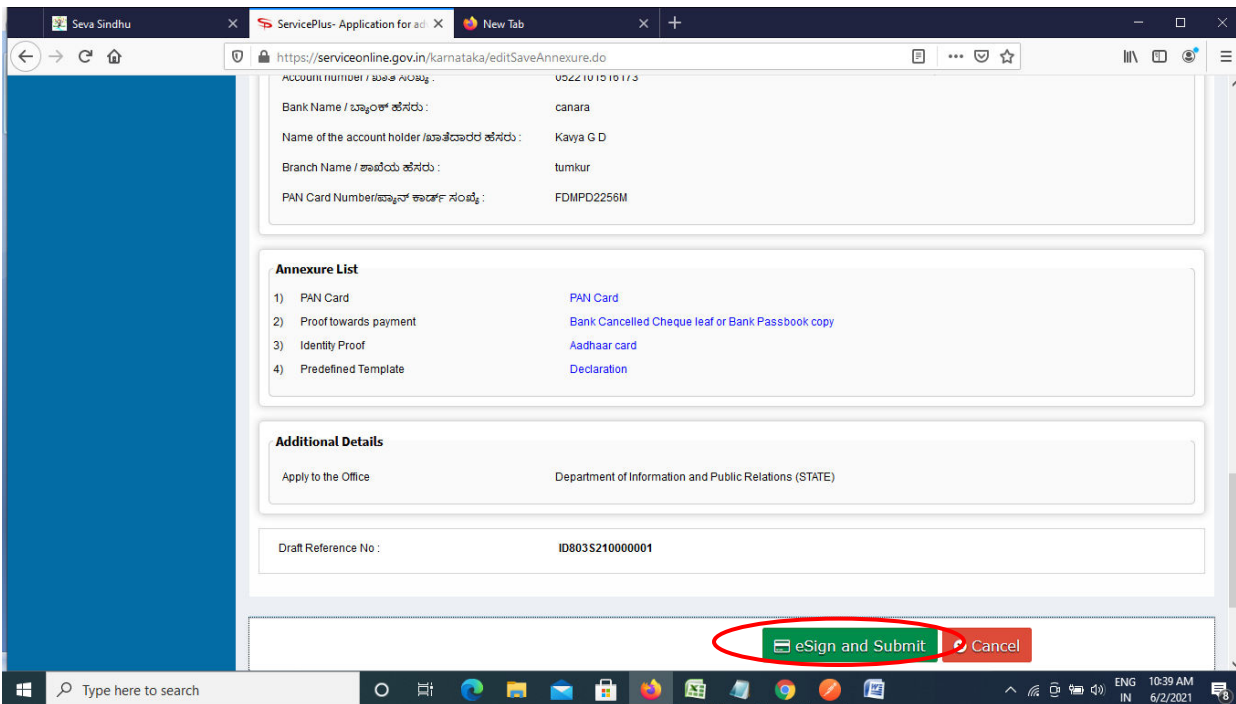 Seva Sindhu
ServicePlus- Application for ad
New Tab
https://serviceonline.gov.in/karnataka/editSaveAnnexure.do
Account number / ಖಾತೆ ಸಂಖ್ಯೆ : 0522101516173
Bank Name / ಬ್ಯಾಂಕ್ ಹೆಸರು : canara
Name of the account holder /ಖಾತೆದಾರರ ಹೆಸರು : Kavya G D
Branch Name / ಶಾಖೆಯ ಹೆಸರು : tumkur
PAN Card Number/ಪ್ಯಾನ್ ಕಾರ್ಡ್ ಸಂಖ್ಯೆ : FDMPD2256M
Annexure List
1) PAN Card PAN Card
2) Proof towards payment Bank Cancelled Cheque leaf or Bank Passbook copy
3) Identity Proof Aadhaar card
4) Predefined Template Declaration
Additional Details
Apply to the Office Department of Information and Public Relations (STATE)
Draft Reference No : ID803S210000001
eSign and Submit Cancel
Type here to search
ENG 10:39 AM
IN 6/2/2021
8